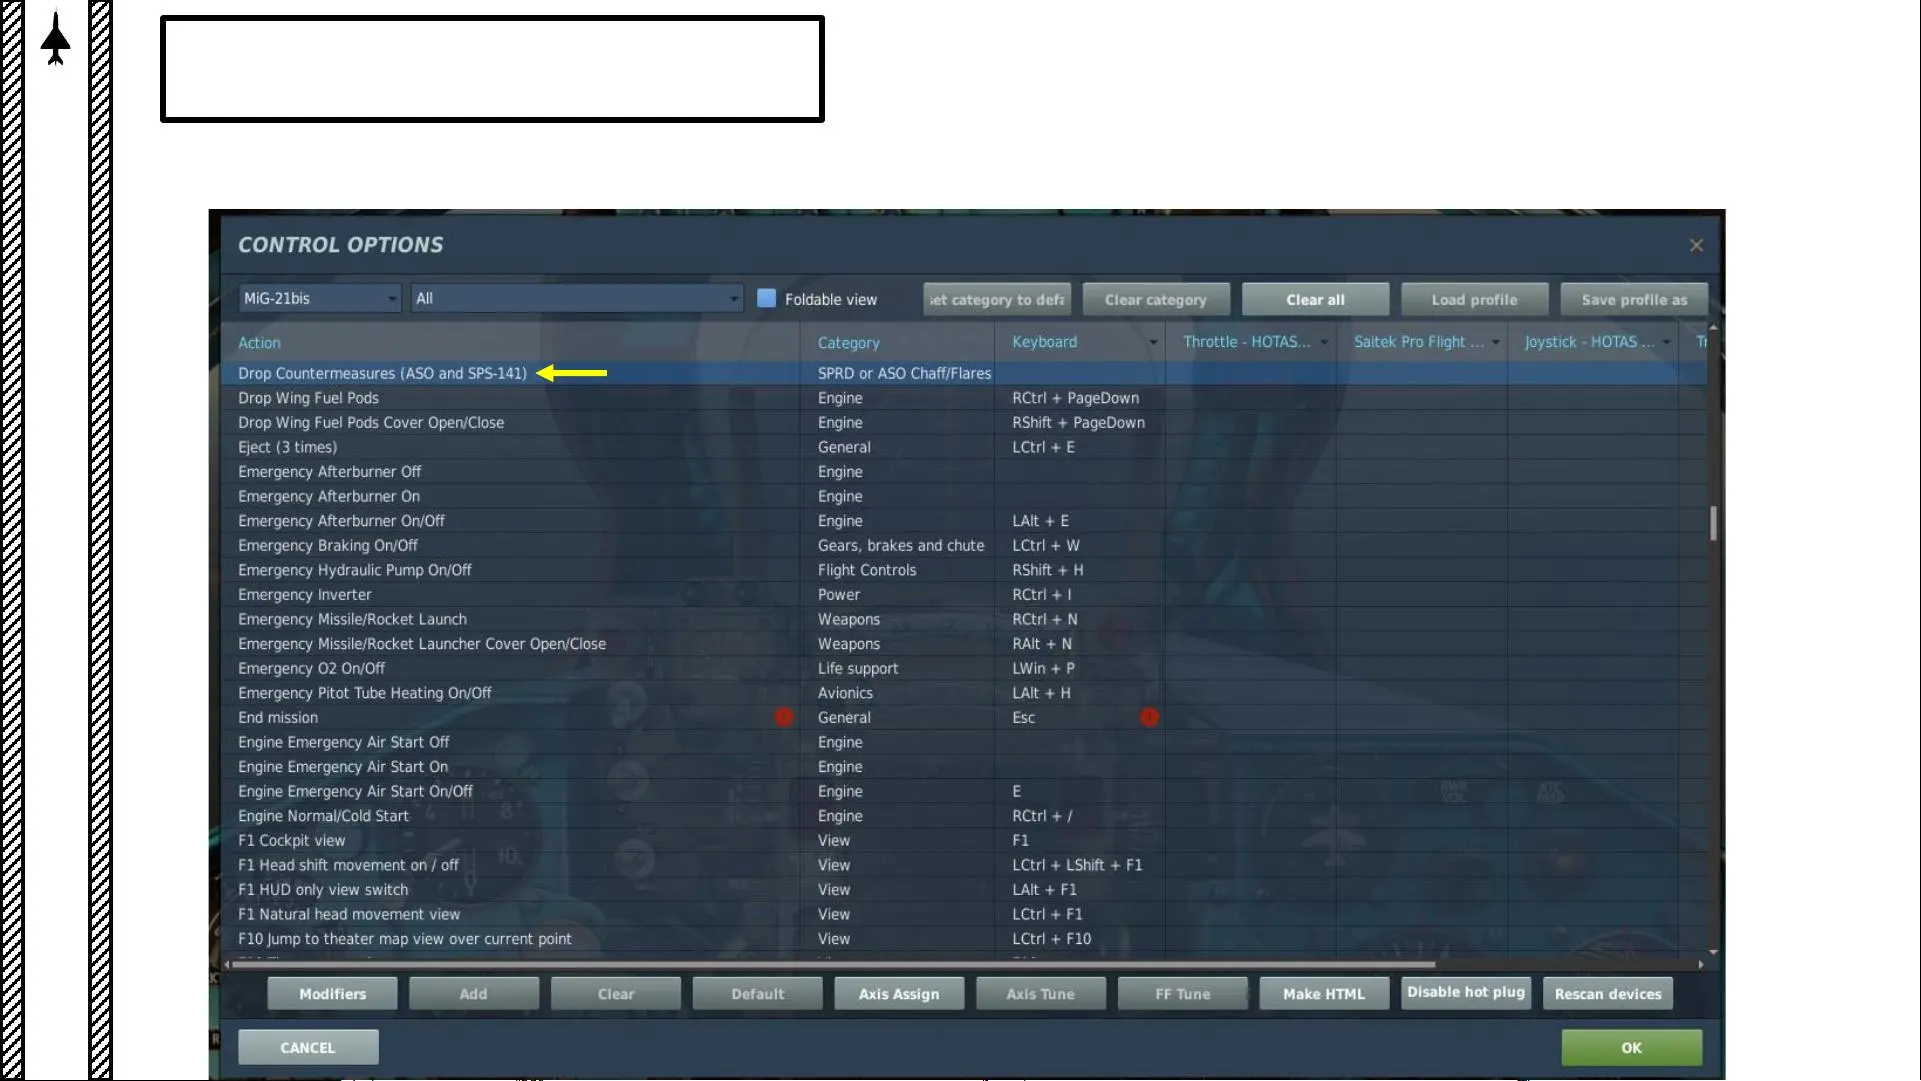 CONTROL OPTIONS
MiG-21bis All Foldable view Clear category Clear all Load profile Save profile as
Action Category Keyboard Throttle - HOTAS... Saitek Pro Flight ... Joystick - HOTAS ...
Drop Countermeasures (ASO and SPS-141) SPRD or ASO Chaff/Flares
Drop Wing Fuel Pods Engine RCtrl + PageDown
Drop Wing Fuel Pods Cover Open/Close Engine RShift + PageDown
Eject (3 times) General LCtrl + E
Emergency Afterburner Off Engine
Emergency Afterburner On Engine
Emergency Afterburner On/Off Engine LAlt + E
Emergency Braking On/Off Gears, brakes and chute LCtrl + W
Emergency Hydraulic Pump On/Off Flight Controls RShift + H
Emergency Inverter Power RCtrl + I
Emergency Missile/Rocket Launch Weapons RCtrl + N
Emergency Missile/Rocket Launcher Cover Open/Close Weapons RAlt + N
Emergency O2 On/Off Life support LWin + P
Emergency Pitot Tube Heating On/Off Avionics LAlt + H
End mission General Esc
Engine Emergency Air Start Off Engine
Engine Emergency Air Start On Engine
Engine Emergency Air Start On/Off Engine E
Engine Normal/Cold Start Engine RCtrl + /
F1 Cockpit view View F1
F1 Head shift movement on / off View LCtrl + LShift + F1
F1 HUD only view switch View LAlt + F1
F1 Natural head movement view View LCtrl + F1
F10 Jump to theater map view over current point View LCtrl + F10
Modifiers Add Clear Default Axis Assign Axis Tune FF Tune Make HTML Disable hot plug Rescan devices
CANCEL OK